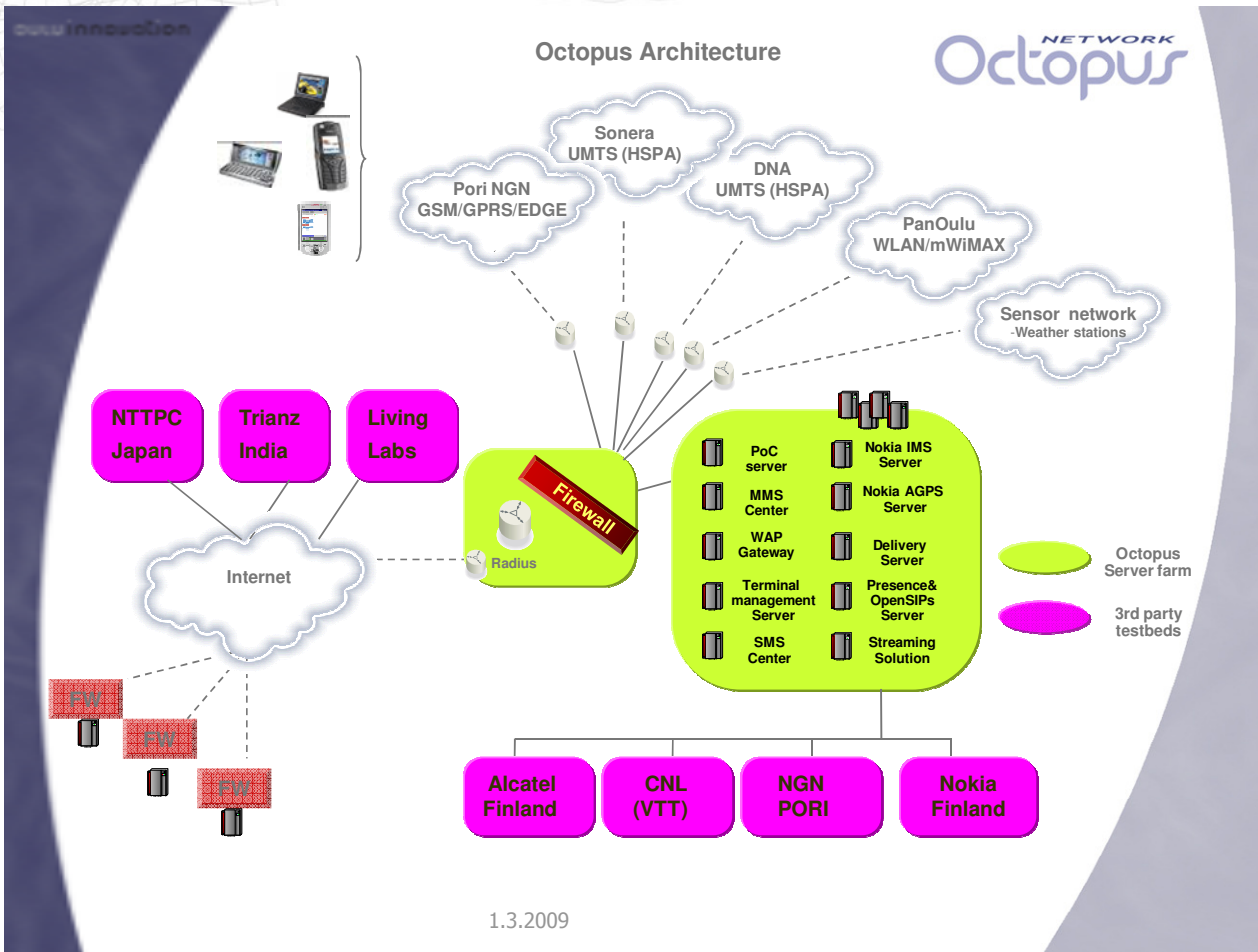 ouluinnovation
Octopus Architecture
NETWORK
Octopus
Sonera
UMTS (HSPA)
DNA
UMTS (HSPA)
Pori NGN
GSM/GPRS/EDGE
PanOulu
WLAN/mWiMAX
Sensor network
-Weather stations
NTTPC
Japan
Trianz
India
Living
Labs
Firewall
Radius
Internet
PoC
server
Nokia IMS
Server
MMS
Center
Nokia AGPS
Server
WAP
Gateway
Delivery
Server
Terminal
management
Server
Presence&
OpenSIPs
Server
SMS
Center
Streaming
Solution
Octopus
Server farm
3rd party
testbeds
FW
FW
FW
Alcatel
Finland
CNL
(VTT)
NGN
PORI
Nokia
Finland
1.3.2009